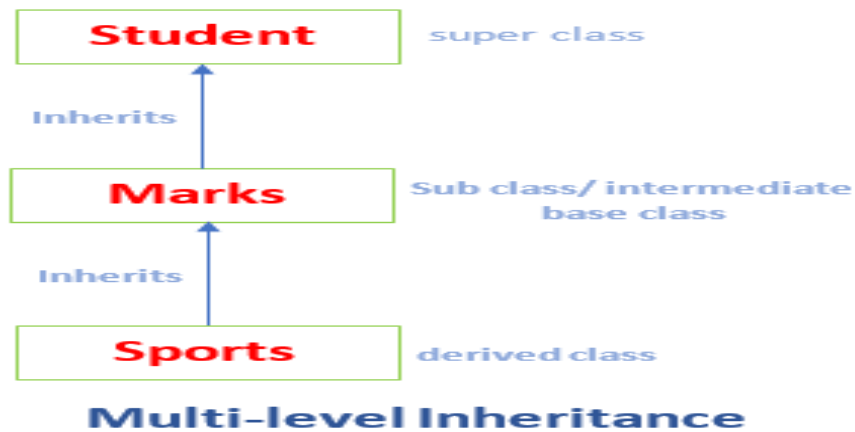 Student
super class
Inherits
Marks
Sub class/ intermediate
base class
Inherits
Sports
derived class
Multi-level Inheritance